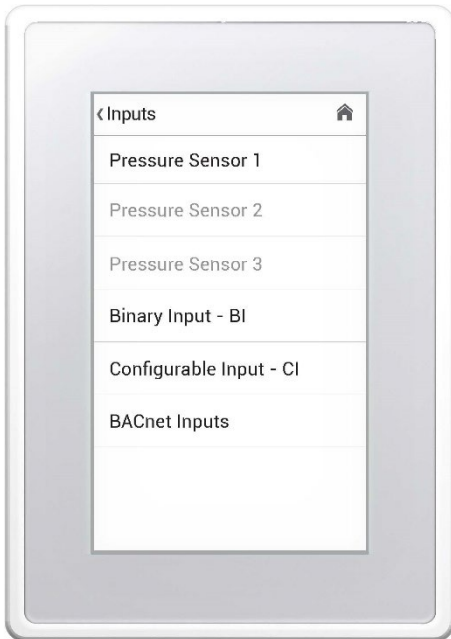 Inputs
Pressure Sensor 1
Pressure Sensor 2
Pressure Sensor 3
Binary Input - BI
Configurable Input - CI
BACnet Inputs